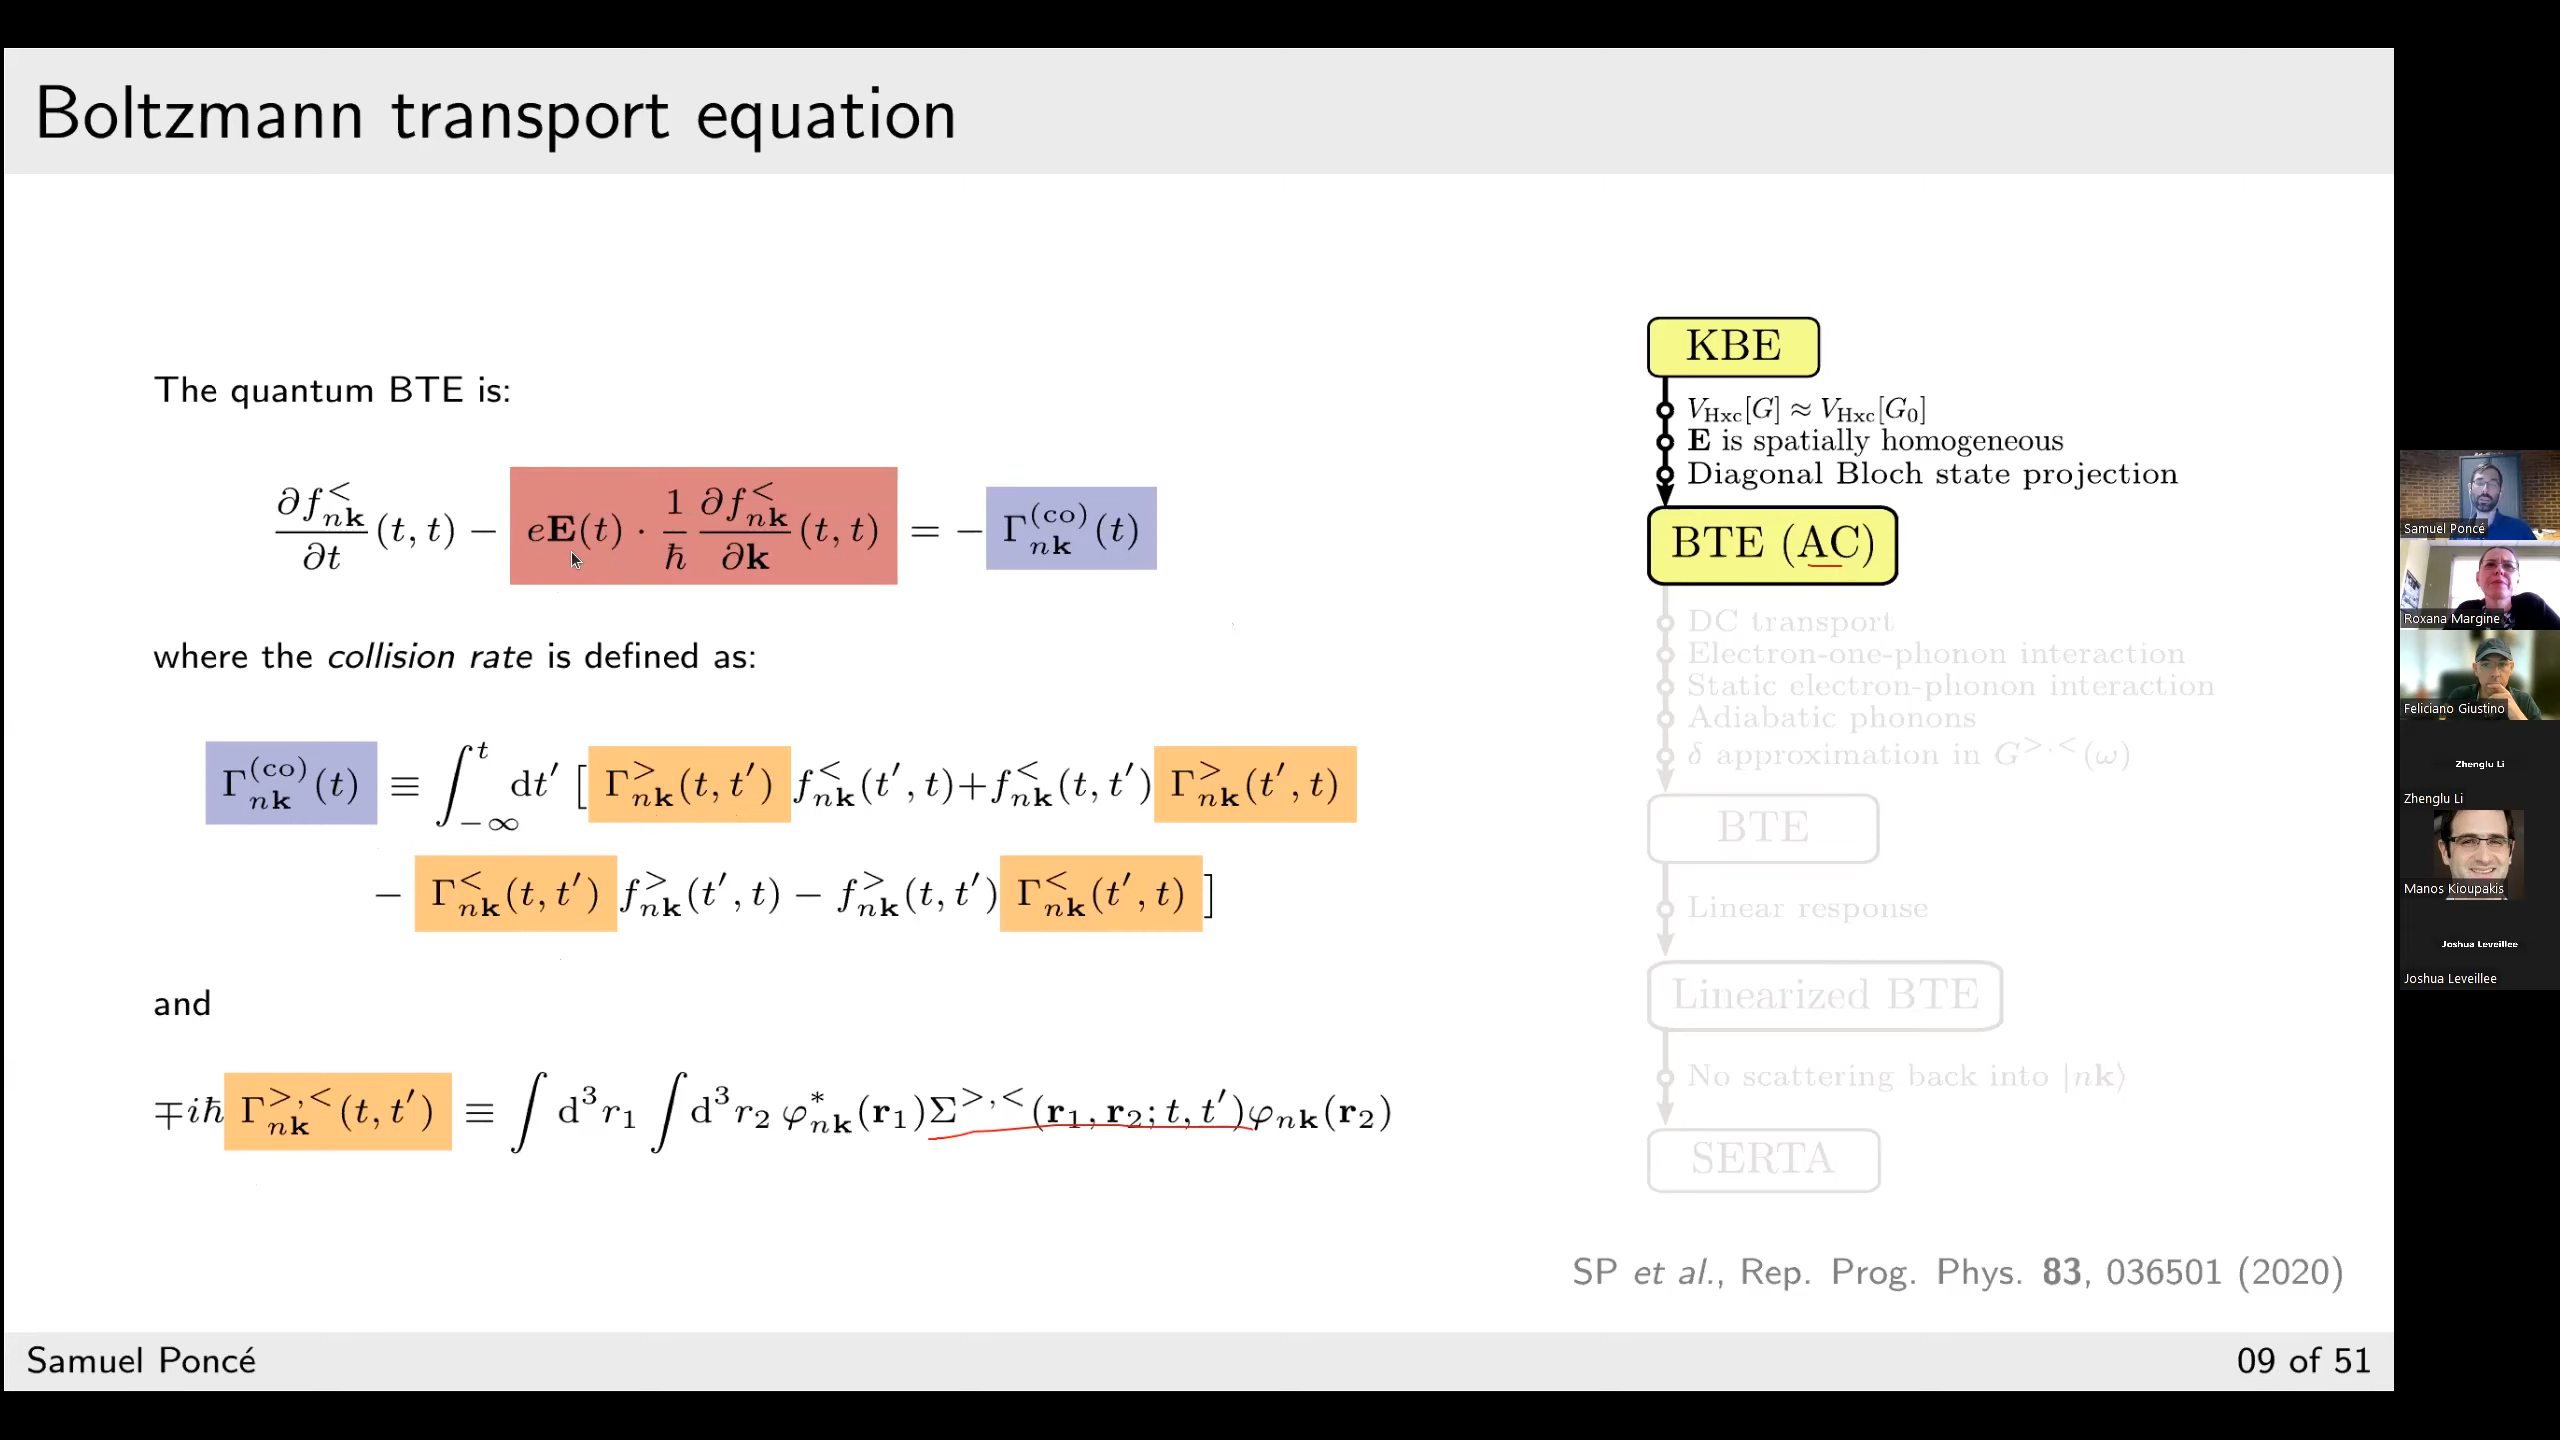 Boltzmann transport equation
The quantum BTE is:
∂f^<_{nk}/∂t (t, t) − eE(t) · 1/ħ ∂f^<_{nk}/∂k (t, t) = − Γ^{(co)}_{nk}(t)
where the collision rate is defined as:
Γ^{(co)}_{nk}(t) ≡ ∫_{−∞}^{t} dt′ [ Γ^>_{nk}(t, t′) f^<_{nk}(t′, t) + f^<_{nk}(t, t′) Γ^>_{nk}(t′, t)
− Γ^<_{nk}(t, t′) f^>_{nk}(t′, t) − f^>_{nk}(t, t′) Γ^<_{nk}(t′, t) ]
and
∓iħ Γ^{>,<}_{nk}(t, t′) ≡ ∫ d³r₁ ∫ d³r₂ φ*_{nk}(r₁) Σ^{>,<}(r₁, r₂; t, t′) φ_{nk}(r₂)
KBE
V_{Hxc}[G] ≈ V_{Hxc}[G₀]
E is spatially homogeneous
Diagonal Bloch state projection
BTE (AC)
DC transport
Electron-one-phonon interaction
Static electron-phonon interaction
Adiabatic phonons
δ approximation in G^{>,<}(ω)
BTE
Linear response
Linearized BTE
No scattering back into |nk⟩
SERTA
SP et al., Rep. Prog. Phys. 83, 036501 (2020)
Samuel Poncé
09 of 51
Samuel Poncé
Roxana Margine
Feliciano Giustino
Zhenglu Li
Zhenglu Li
Manos Kioupakis
Joshua Leveillee
Joshua Leveillee